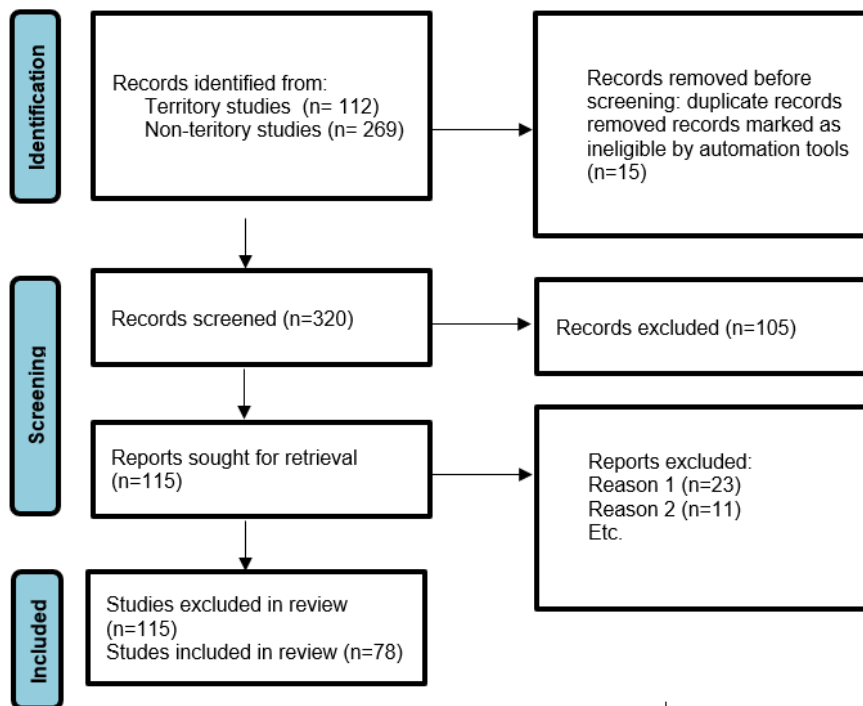 Identification
Records identified from:
Territory studies (n= 112)
Non-teritory studies (n= 269)
Records removed before
screening: duplicate records
removed records marked as
ineligible by automation tools
(n=15)
Screening
Records screened (n=320)
Records excluded (n=105)
Reports sought for retrieval
(n=115)
Reports excluded:
Reason 1 (n=23)
Reason 2 (n=11)
Etc.
Included
Studies excluded in review
(n=115)
Studes included in review (n=78)